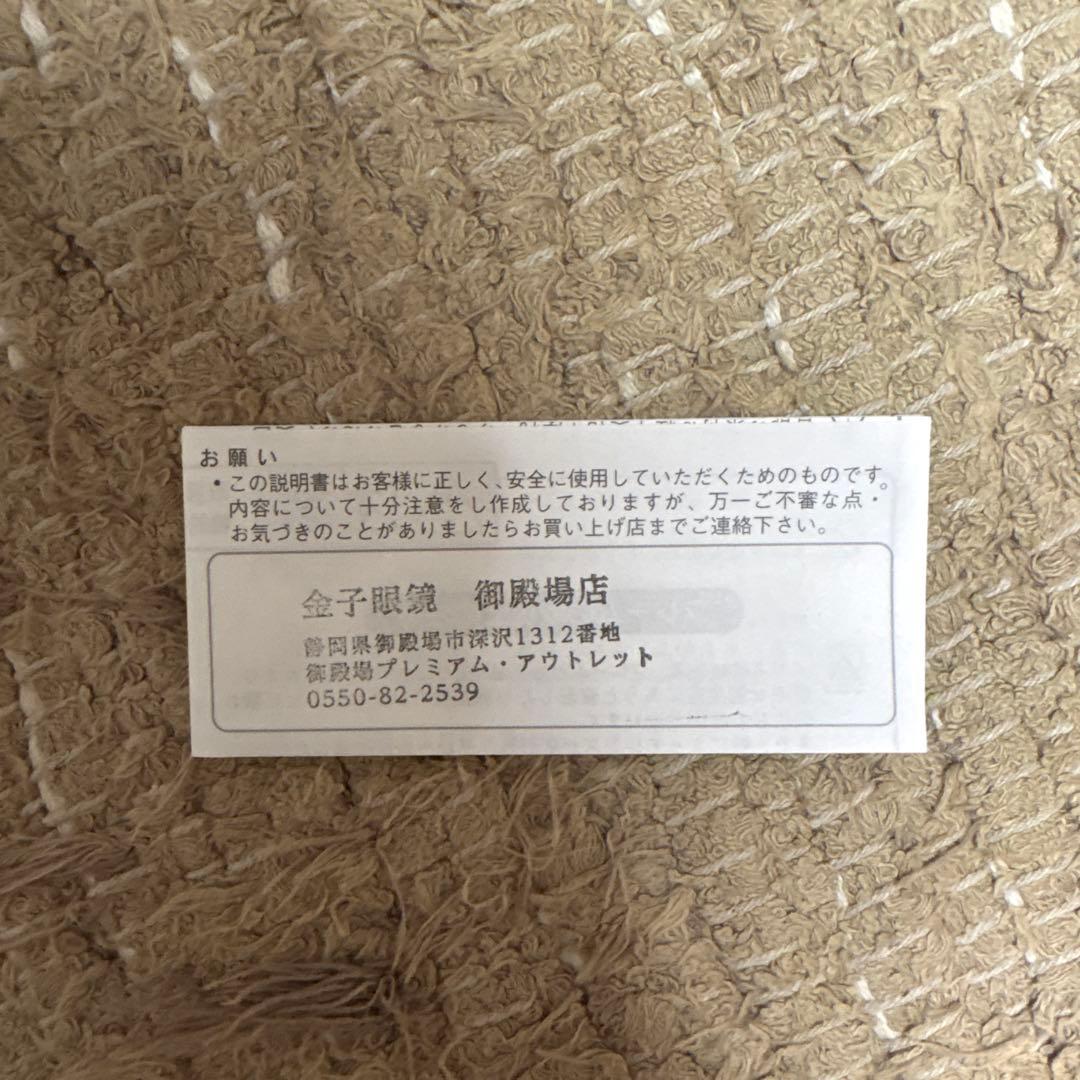 お願い
・この説明書はお客様に正しく、安全に使用していただくためのものです。
内容について十分注意をし作成しておりますが、万一ご不審な点・
お気づきのことがありましたらお買い上げ店までご連絡下さい。
金子眼鏡　御殿場店
静岡県御殿場市深沢1312番地
御殿場プレミアム・アウトレット
0550-82-2539